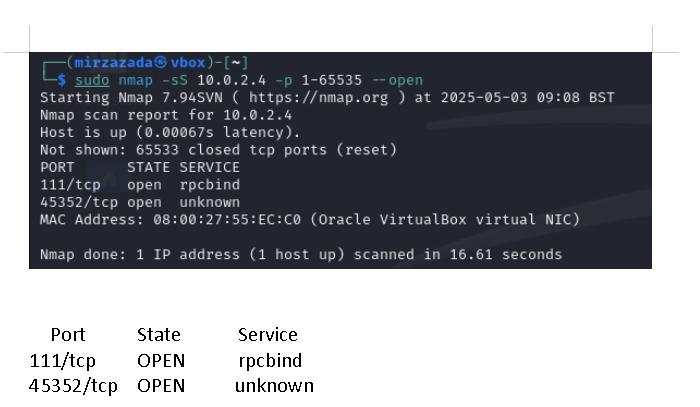 (mirzazada㉿vbox)-[~]
$ sudo nmap -sS 10.0.2.4 -p 1-65535 --open
Starting Nmap 7.94SVN ( https://nmap.org ) at 2025-05-03 09:08 BST
Nmap scan report for 10.0.2.4
Host is up (0.00067s latency).
Not shown: 65533 closed tcp ports (reset)
PORT STATE SERVICE
111/tcp open rpcbind
45352/tcp open unknown
MAC Address: 08:00:27:55:EC:C0 (Oracle VirtualBox virtual NIC)
Nmap done: 1 IP address (1 host up) scanned in 16.61 seconds
Port State Service
111/tcp OPEN rpcbind
45352/tcp OPEN unknown